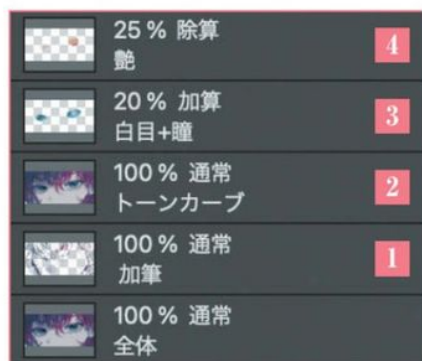 25 % 除算
艶
4
20 % 加算
白目+瞳
3
100 % 通常
トーンカーブ
2
100 % 通常
加筆
1
100 % 通常
全体